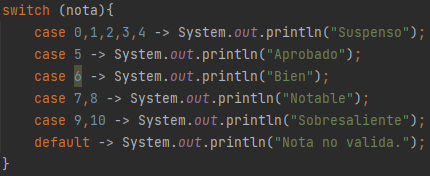 switch (nota){
case 0,1,2,3,4 -> System.out.println("Suspenso");
case 5 -> System.out.println("Aprobado");
case 6 -> System.out.println("Bien");
case 7,8 -> System.out.println("Notable");
case 9,10 -> System.out.println("Sobresaliente");
default -> System.out.println("Nota no valida.");
}